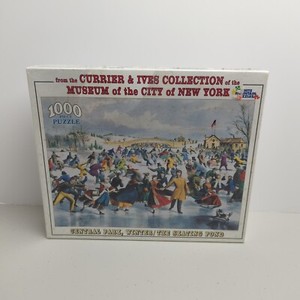 from the CURRIER & IVES COLLECTION of the
MUSEUM of the CITY of NEW YORK
1000
PIECE
PUZZLE
CENTRAL PARK, WINTER: THE SKATING POND